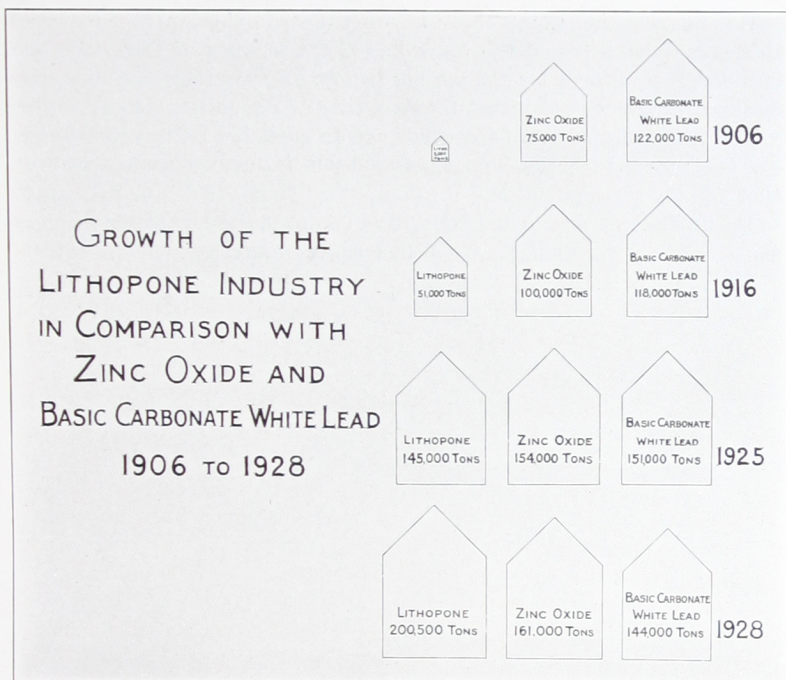 Growth of the
Lithopone Industry
in Comparison with
Zinc Oxide and
Basic Carbonate White Lead
1906 to 1928
Zinc Oxide
75,000 Tons
Basic Carbonate
White Lead
122,000 Tons
1906
Lithopone
51,000 Tons
Zinc Oxide
100,000 Tons
Basic Carbonate
White Lead
118,000 Tons
1916
Lithopone
145,000 Tons
Zinc Oxide
154,000 Tons
Basic Carbonate
White Lead
151,000 Tons
1925
Lithopone
200,500 Tons
Zinc Oxide
161,000 Tons
Basic Carbonate
White Lead
144,000 Tons
1928